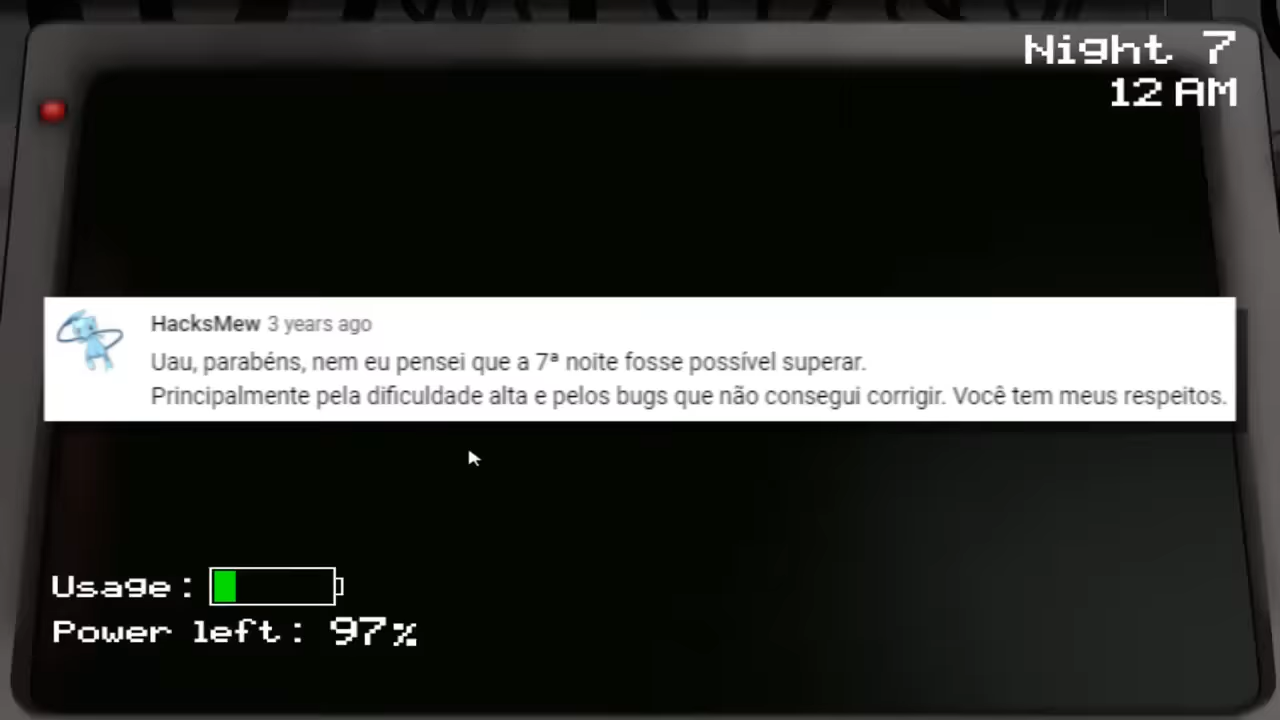 Night 7
12 AM
HacksMew 3 years ago
Uau, parabéns, nem eu pensei que a 7ª noite fosse possível superar.
Principalmente pela dificuldade alta e pelos bugs que não consegui corrigir. Você tem meus respeitos.
Usage:
Power left: 97%